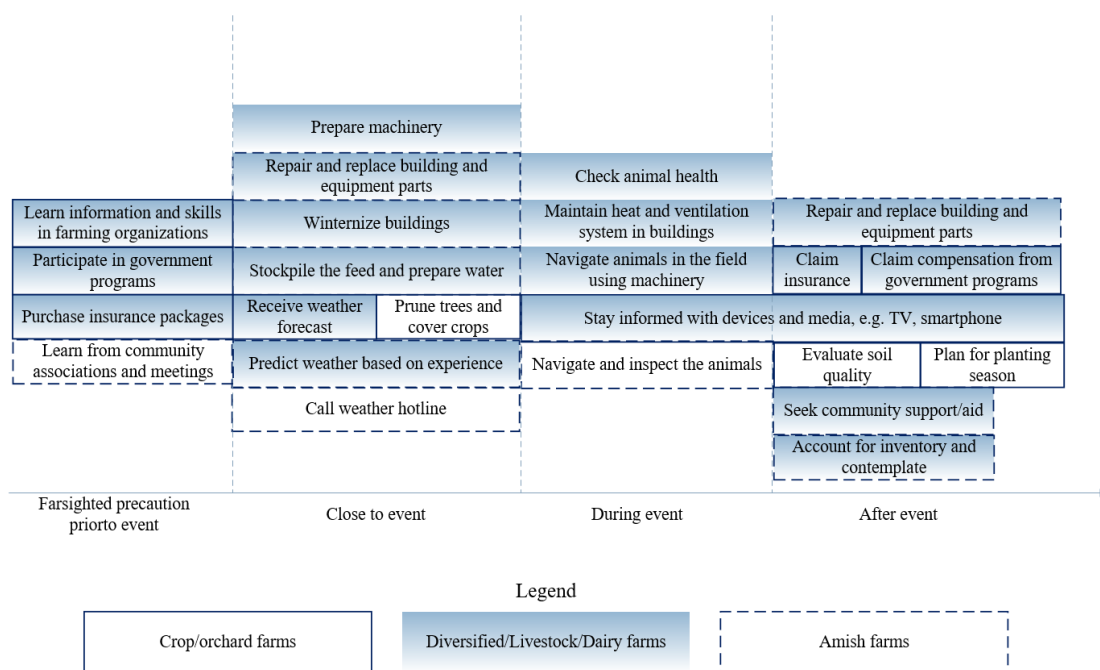 Prepare machinery
Repair and replace building and
equipment parts
Check animal health
Learn information and skills
in farming organizations
Winternize buildings
Maintain heat and ventilation
system in buildings
Repair and replace building and
equipment parts
Participate in government
programs
Stockpile the feed and prepare water
Navigate animals in the field
using machinery
Claim
insurance
Claim compensation from
government programs
Purchase insurance packages
Receive weather
forecast
Prune trees and
cover crops
Stay informed with devices and media, e.g. TV, smartphone
Learn from community
associations and meetings
Predict weather based on experience
Navigate and inspect the animals
Evaluate soil
quality
Plan for planting
season
Call weather hotline
Seek community support/aid
Account for inventory and
contemplate
Farsighted precaution
priorto event
Close to event
During event
After event
Legend
Crop/orchard farms
Diversified/Livestock/Dairy farms
Amish farms